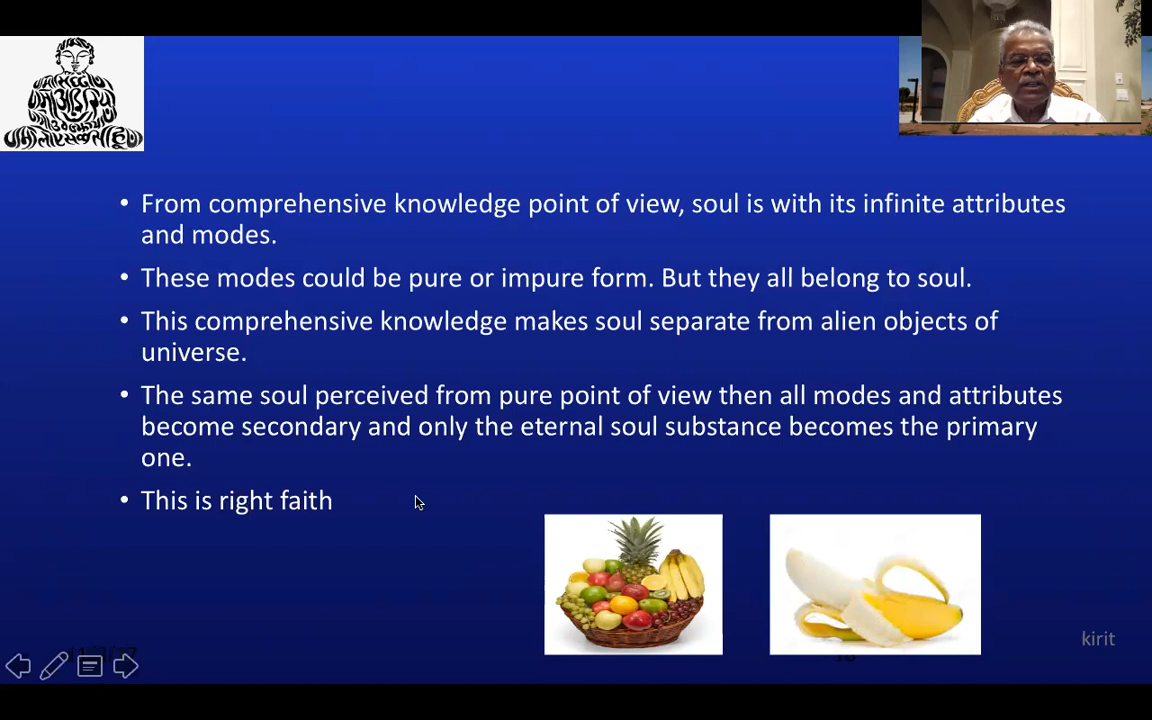 • From comprehensive knowledge point of view, soul is with its infinite attributes
and modes.
• These modes could be pure or impure form. But they all belong to soul.
• This comprehensive knowledge makes soul separate from alien objects of
universe.
• The same soul perceived from pure point of view then all modes and attributes
become secondary and only the eternal soul substance becomes the primary
one.
• This is right faith
kirit